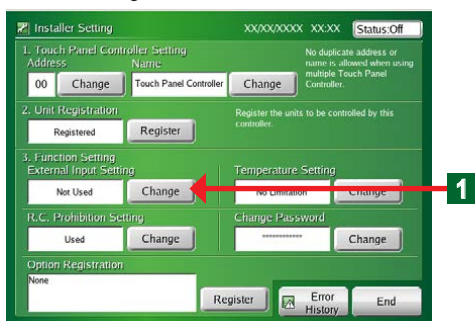 Installer Setting XX/XX/XXXX XX:XX Status:Off
1. Touch Panel Controller Setting
Address Name
00 Change Touch Panel Controller Change
No duplicate address or
name is allowed when using
multiple Touch Panel
Controller.
2. Unit Registration
Registered Register
Register the units to be controlled by this
controller.
3. Function Setting
External Input Setting Temperature Setting
Not Used Change No Limitation Change
1
R.C. Prohibition Setting Change Password
Used Change ************ Change
Option Registration
None
Register Error
History End